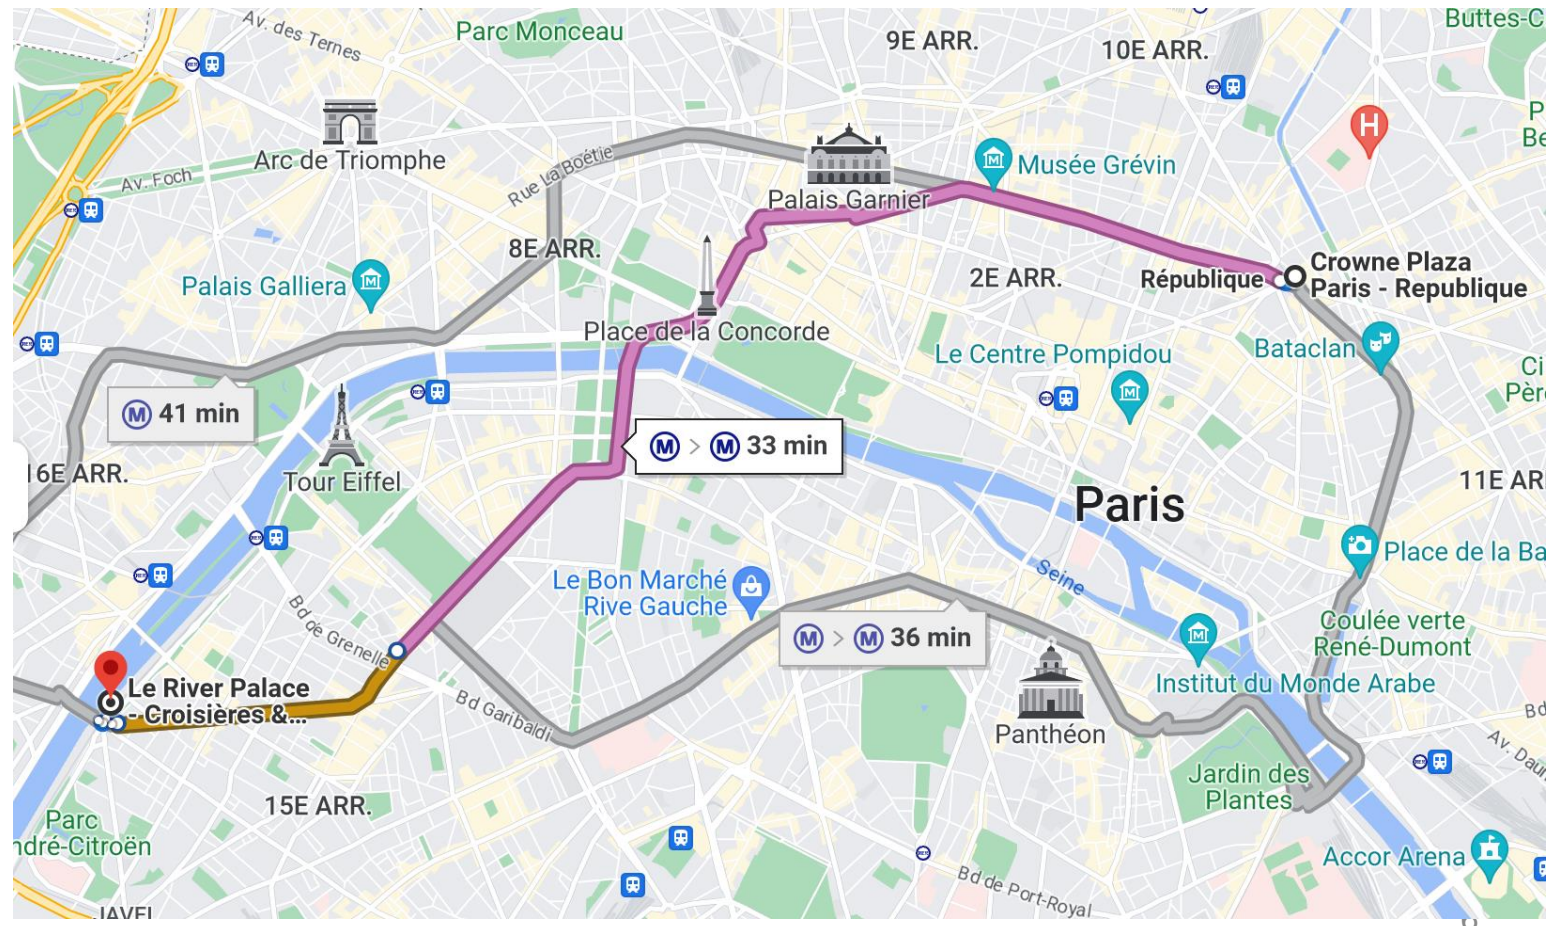 Av. des Ternes
Parc Monceau
9E ARR.
10E ARR.
Buttes-C
H
Arc de Triomphe
Av. Foch
Rue La Boétie
Palais Garnier
Musée Grévin
8E ARR.
Palais Galliera
2E ARR.
République
Crowne Plaza
Paris - Republique
Place de la Concorde
Le Centre Pompidou
Bataclan
M 41 min
M > M 33 min
16E ARR.
Tour Eiffel
Paris
11E AR
Place de la Ba
Le Bon Marché
Rive Gauche
Seine
Bd de Grenelle
M > M 36 min
Coulée verte
René-Dumont
Le River Palace
- Croisières &...
Institut du Monde Arabe
Bd Garibaldi
Panthéon
Bd
Av. Dau
Jardin des
Plantes
15E ARR.
Parc
ndré-Citroën
Accor Arena
Bd de Port-Royal
JAVEL